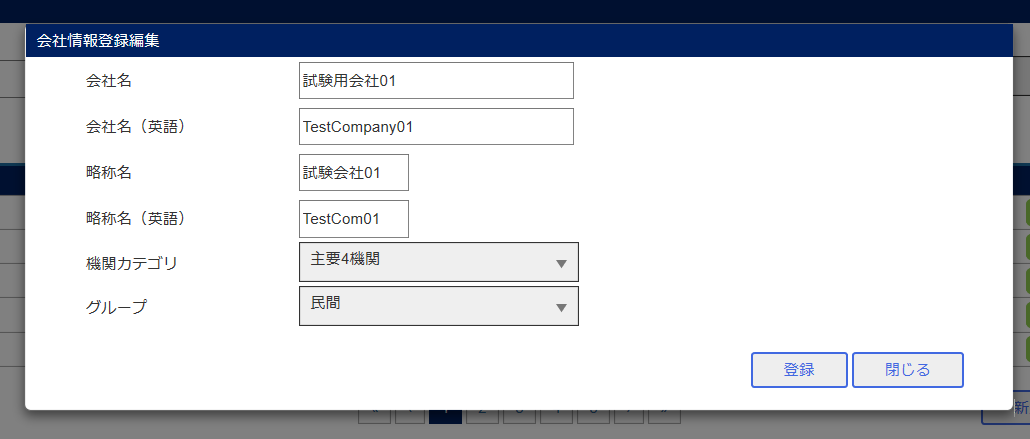 会社情報登録編集
会社名 試験用会社01
会社名（英語） TestCompany01
略称名 試験会社01
略称名（英語） TestCom01
機関カテゴリ 主要4機関
グループ 民間
登録 閉じる
新